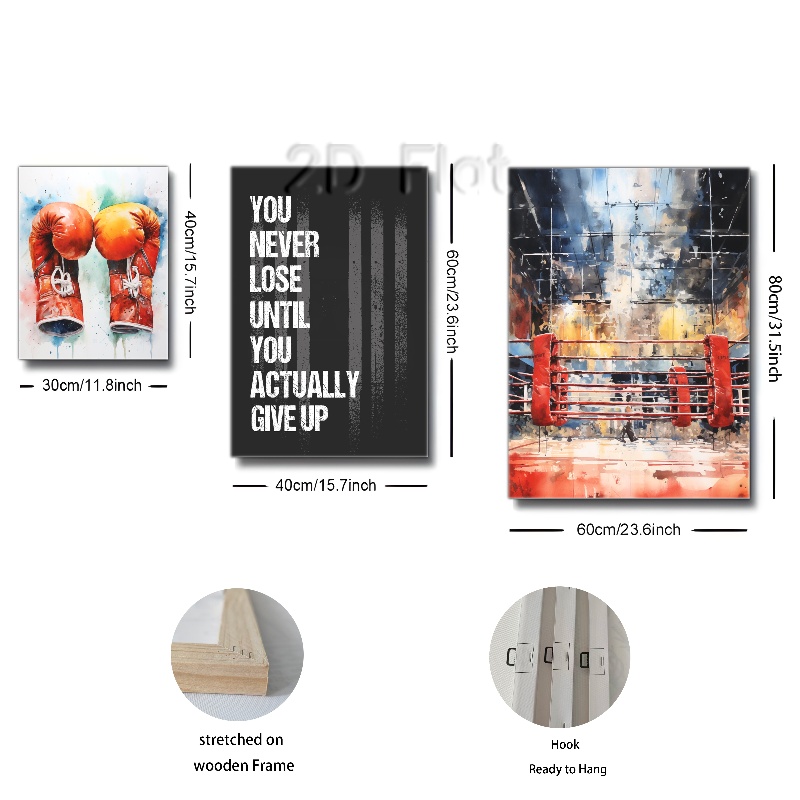 2D Flat
YOU
NEVER
LOSE
UNTIL
YOU
ACTUALLY
GIVE UP
40cm/15.7inch
30cm/11.8inch
60cm/23.6inch
40cm/15.7inch
80cm/31.5inch
60cm/23.6inch
stretched on
wooden Frame
Hook
Ready to Hang